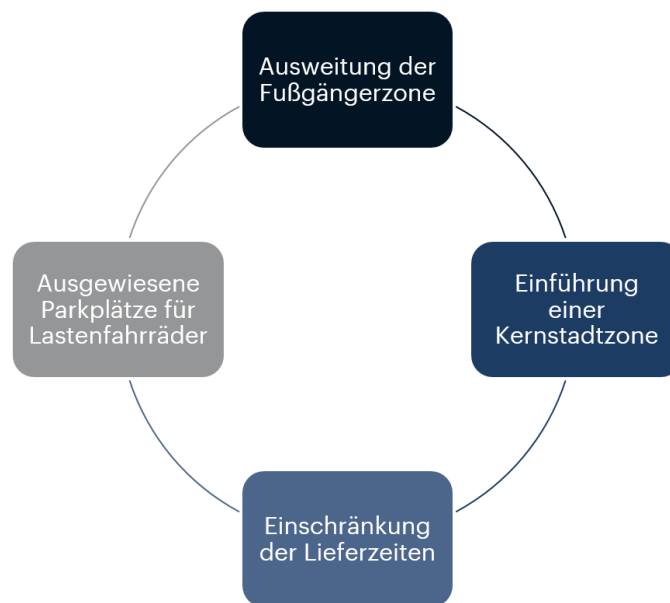 Ausweitung der
Fußgängerzone
Ausgewiesene
Parkplätze für
Lastenfahrräder
Einführung
einer
Kernstadtzone
Einschränkung
der Lieferzeiten